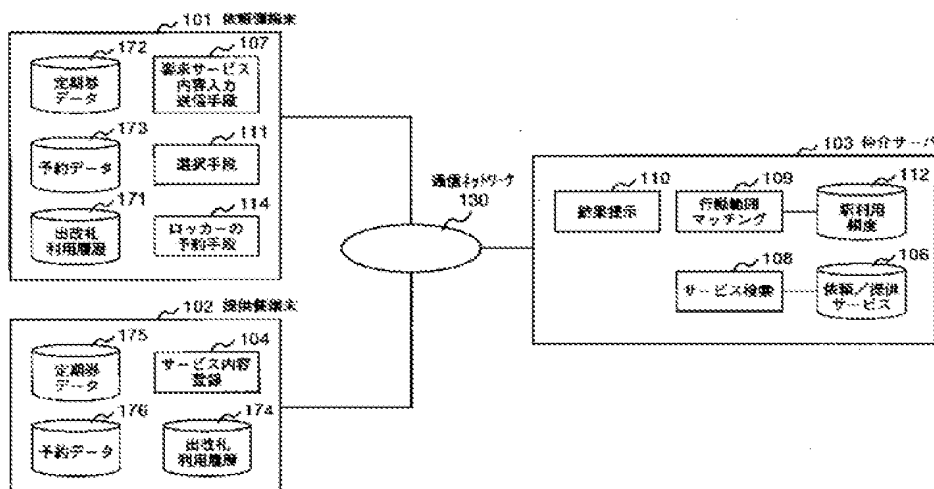 101 依頼側端末
172
定期券
データ
107
要求サービス
内容入力
送信手段
173
予約データ
111
選択手段
171
出改札
利用履歴
114
ロッカーの
予約手段
102 提供側端末
175
定期券
データ
104
サービス内容
登録
176
予約データ
174
出改札
利用履歴
通信ネットワーク
130
103 仲介サーバ
110
結果提示
109
行動範囲
マッチング
112
駅利用
頻度
108
サービス検索
106
依頼/提供
サービス